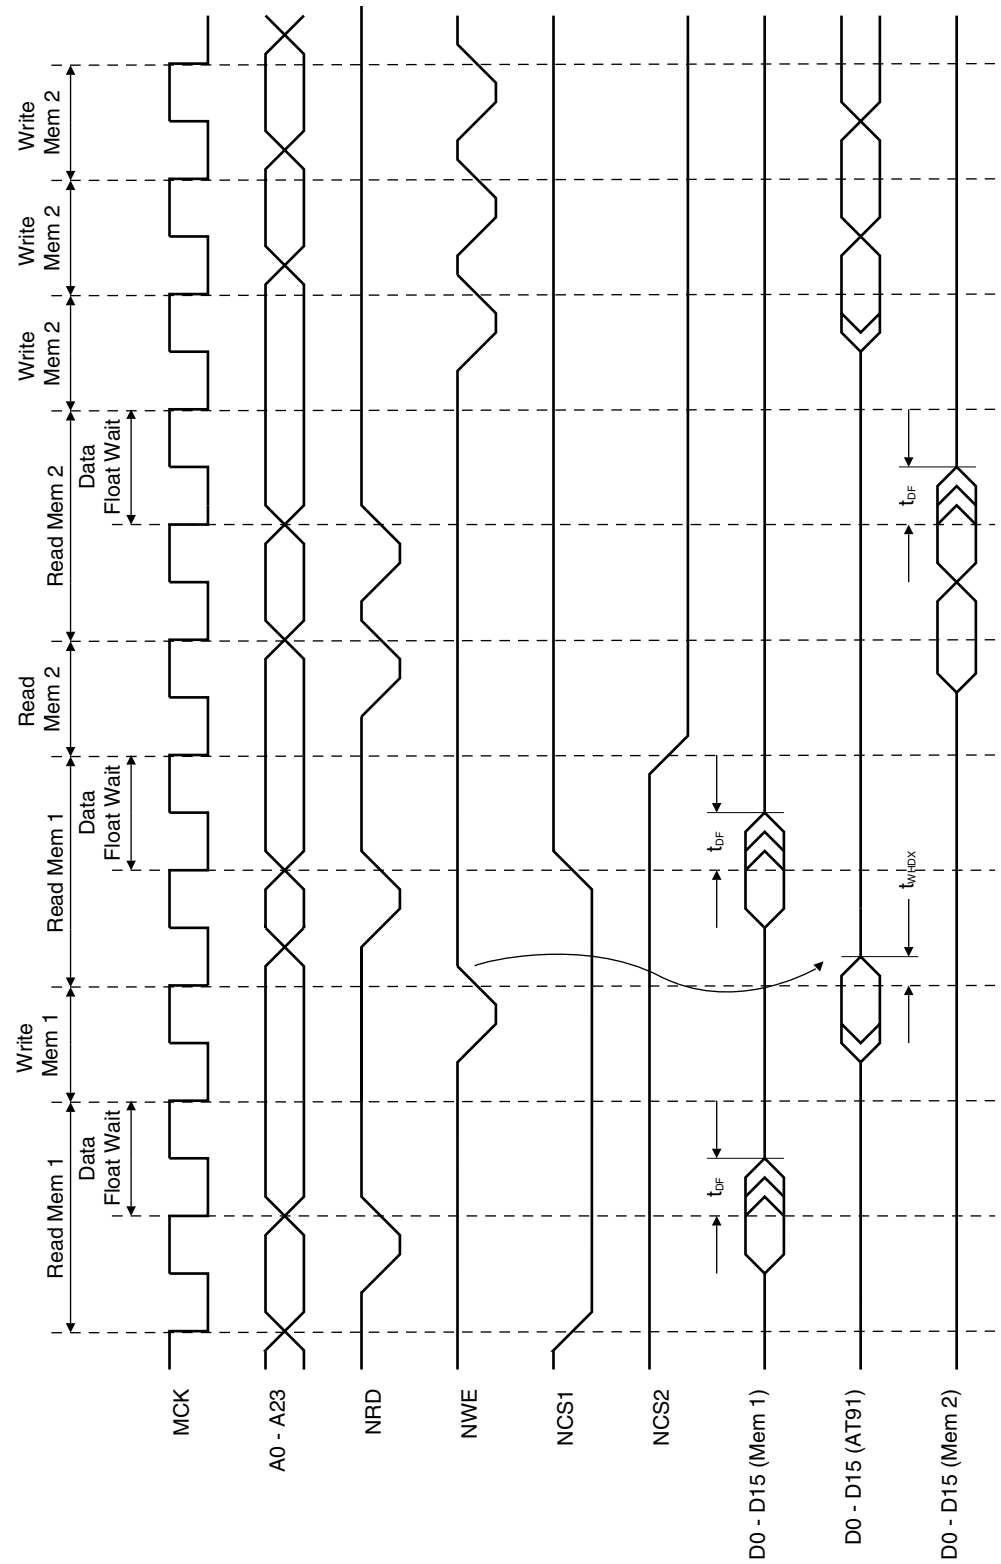 Read Mem 1
Write
Mem 1
Read Mem 1
Read
Mem 2
Read Mem 2
Write
Mem 2
Write
Mem 2
Write
Mem 2
Data
Float Wait
Data
Float Wait
Data
Float Wait
MCK
A0 - A23
NRD
NWE
NCS1
NCS2
tDF
tDF
D0 - D15 (Mem 1)
D0 - D15 (AT91)
tWHDX
tDF
D0 - D15 (Mem 2)